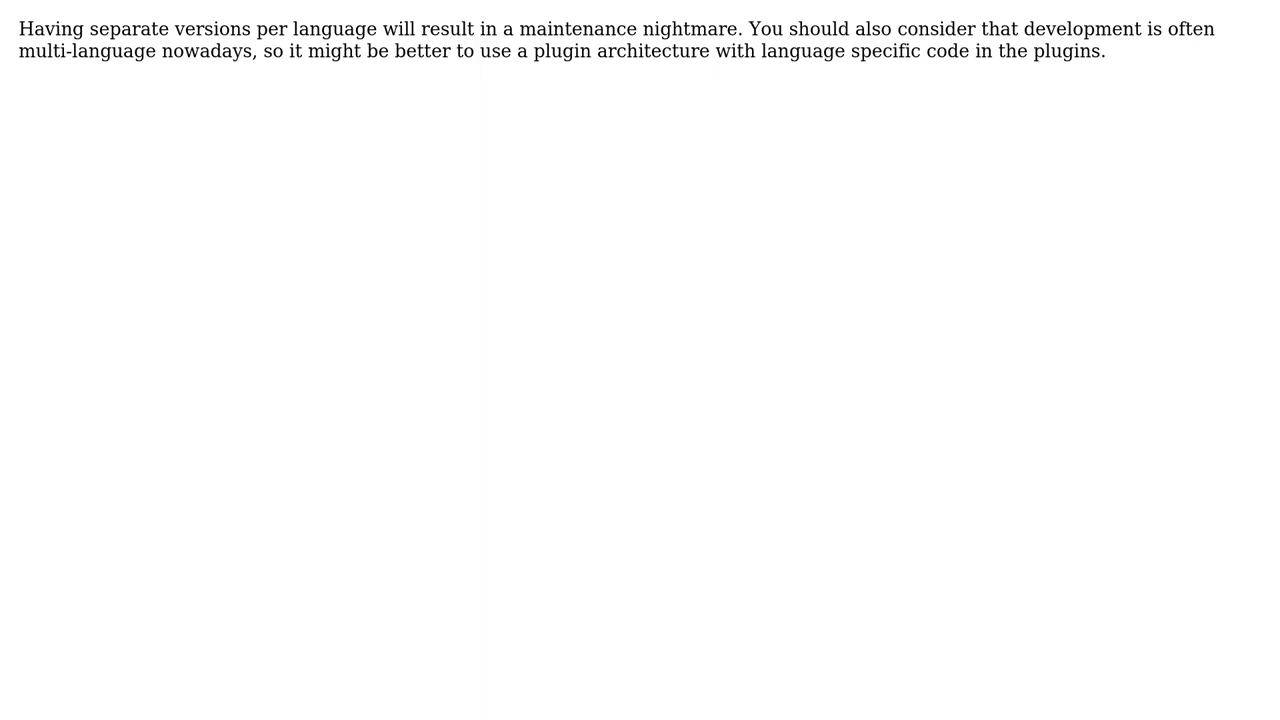 Having separate versions per language will result in a maintenance nightmare. You should also consider that development is often
multi-language nowadays, so it might be better to use a plugin architecture with language specific code in the plugins.